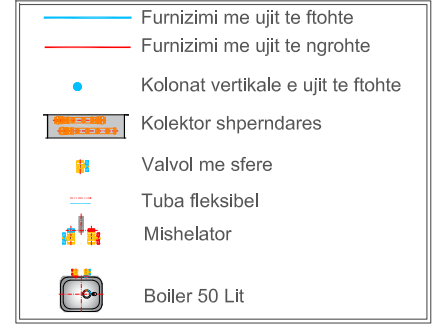 Furnizimi me ujit te ftohte
Furnizimi me ujit te ngrohte
Kolonat vertikale e ujit te ftohte
Kolektor shperndares
Valvol me sfere
Tuba fleksibel
Mishelator
Boiler 50 Lit